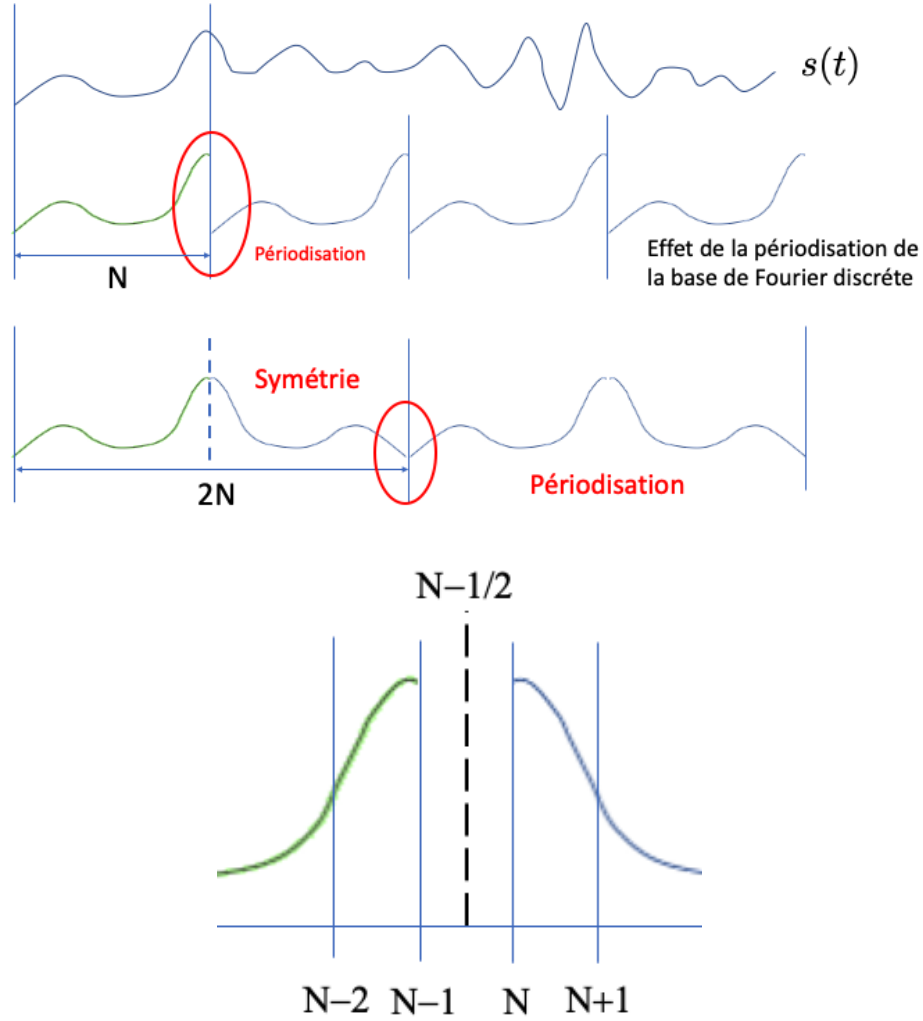 s(t)
N
Périodisation
Effet de la périodisation de
la base de Fourier discréte
Symétrie
2N
Périodisation
N−1/2
N−2 N−1 N N+1